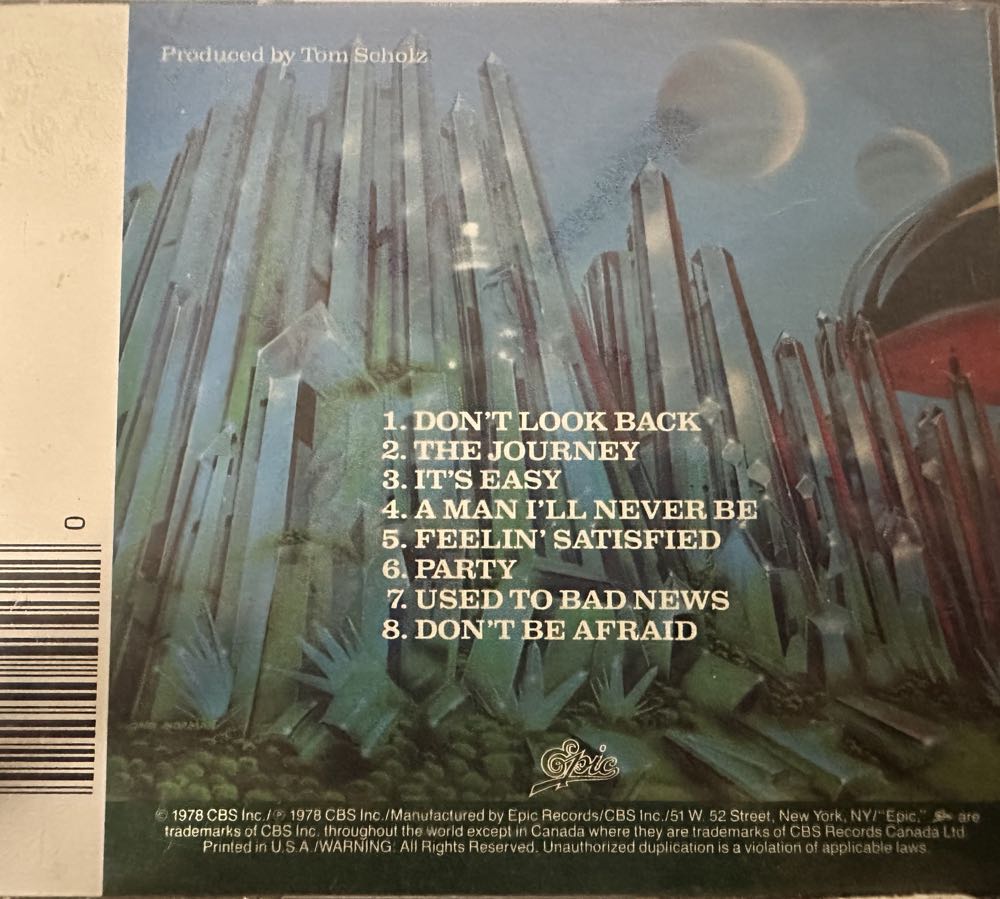 Produced by Tom Scholz
1. DON'T LOOK BACK
2. THE JOURNEY
3. IT'S EASY
4. A MAN I'LL NEVER BE
5. FEELIN' SATISFIED
6. PARTY
7. USED TO BAD NEWS
8. DON'T BE AFRAID
0
Epic
© 1978 CBS Inc./℗ 1978 CBS Inc./Manufactured by Epic Records/CBS Inc./51 W. 52 Street, New York, NY/"Epic," are
trademarks of CBS Inc. throughout the world except in Canada where they are trademarks of CBS Records Canada Ltd.
Printed in U.S.A./WARNING: All Rights Reserved. Unauthorized duplication is a violation of applicable laws.